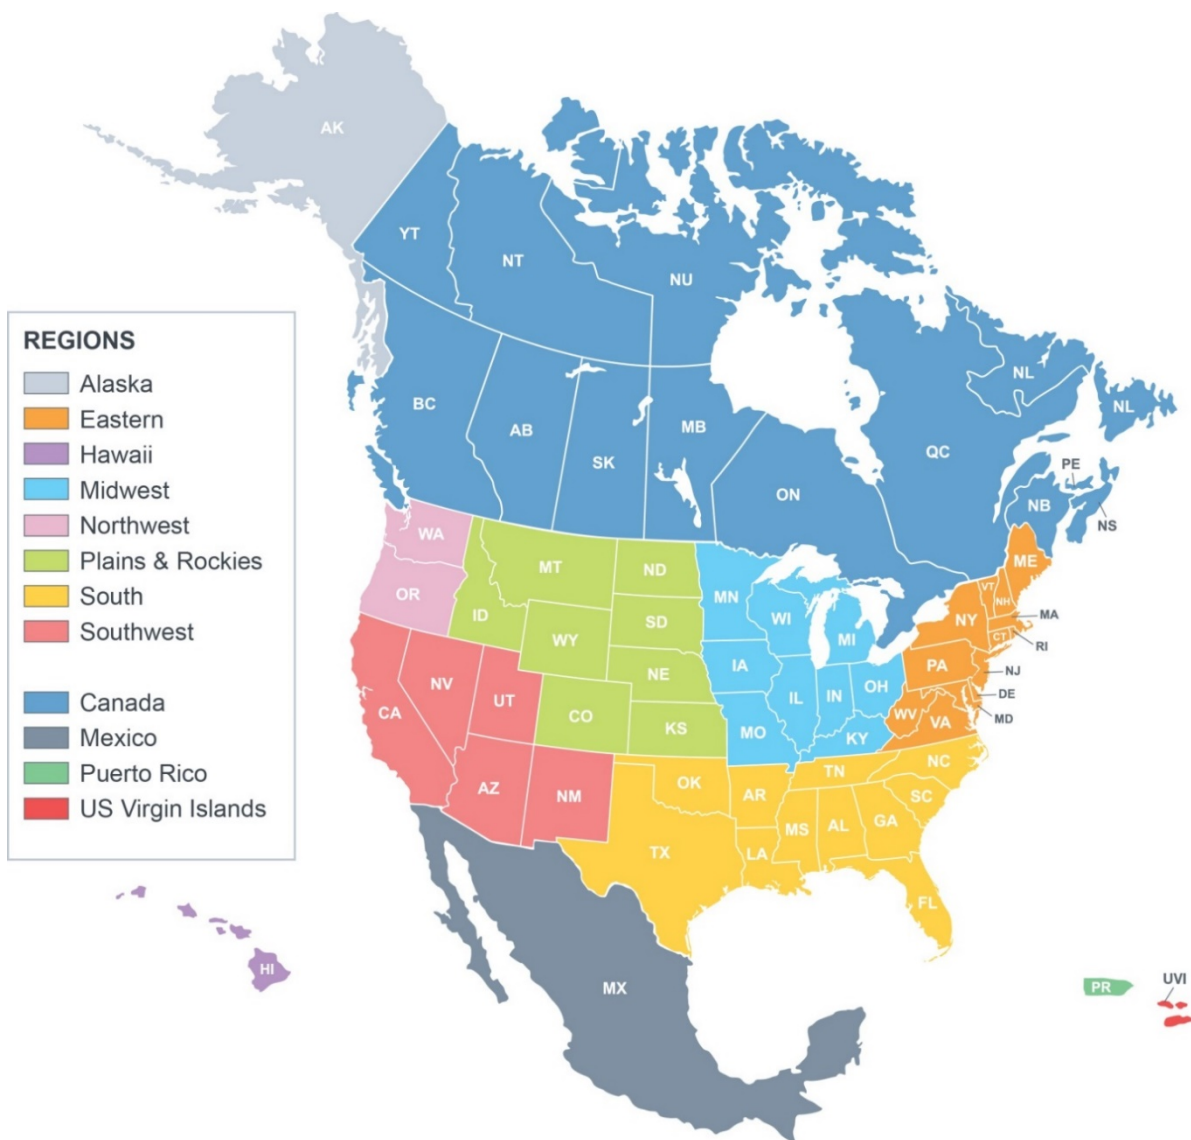 AK
YT
NT
NU
REGIONS
Alaska
Eastern
Hawaii
Midwest
Northwest
Plains & Rockies
South
Southwest
Canada
Mexico
Puerto Rico
US Virgin Islands
BC
AB
SK
MB
ON
QC
NL
NL
PE
NB
NS
WA
OR
ID
MT
ND
SD
WY
NE
CO
KS
MN
WI
MI
IA
IL
IN
OH
MO
KY
ME
VT
NH
MA
NY
CT
RI
PA
NJ
DE
MD
WV
VA
CA
NV
UT
AZ
NM
OK
TX
AR
LA
TN
NC
SC
MS
AL
GA
FL
HI
MX
PR
UVI